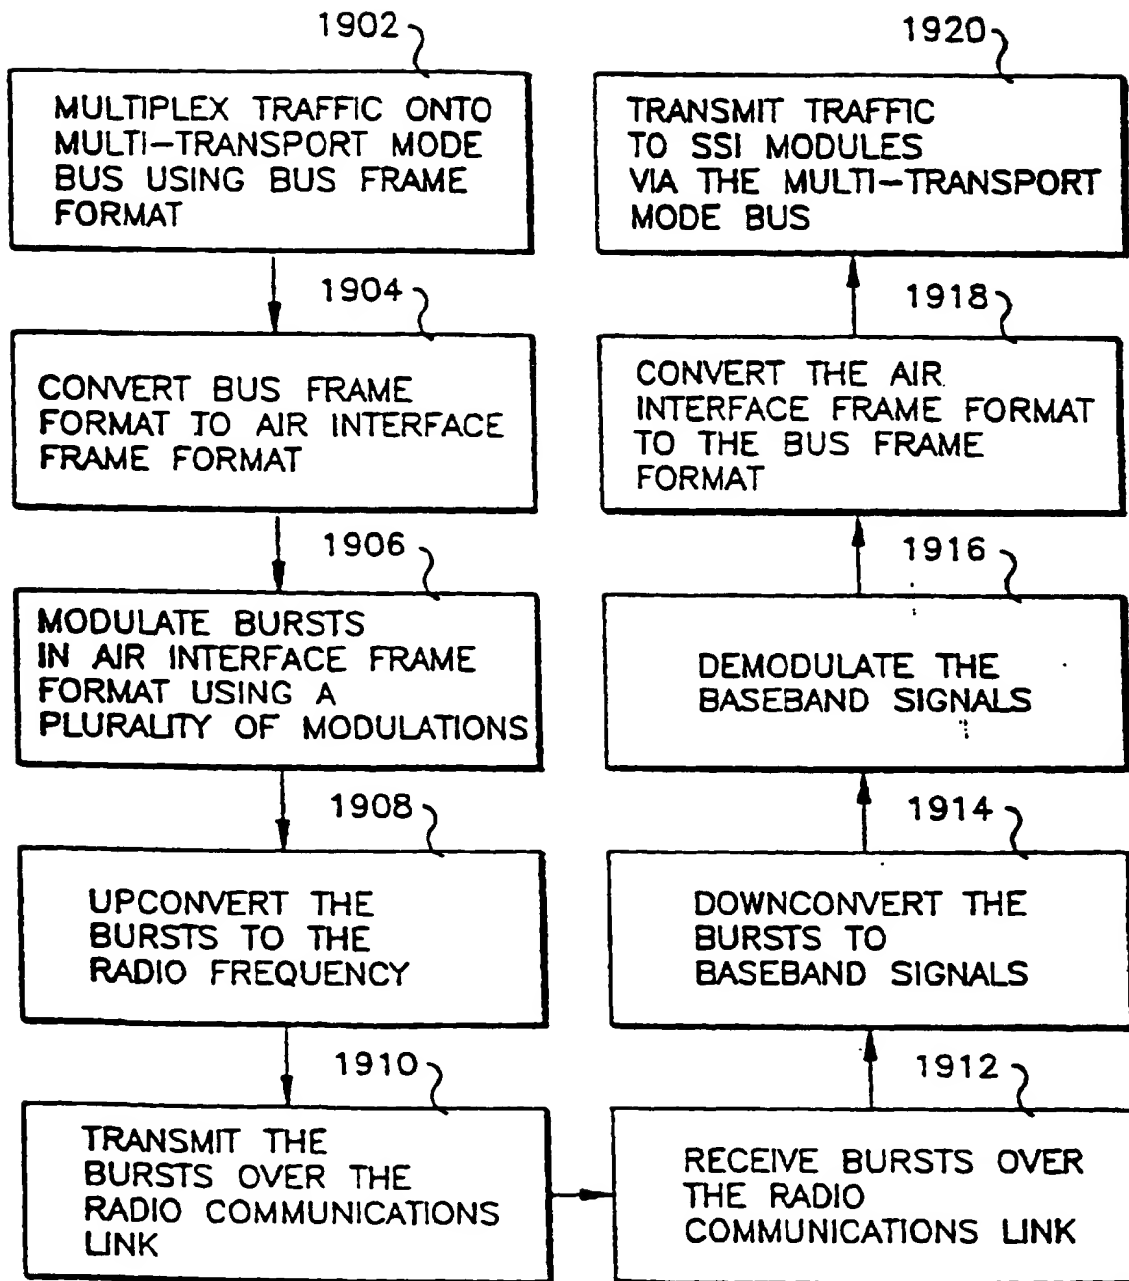 1902
MULTIPLEX TRAFFIC ONTO
MULTI-TRANSPORT MODE
BUS USING BUS FRAME
FORMAT
1904
CONVERT BUS FRAME
FORMAT TO AIR INTERFACE
FRAME FORMAT
1906
MODULATE BURSTS
IN AIR INTERFACE FRAME
FORMAT USING A
PLURALITY OF MODULATIONS
1908
UPCONVERT THE
BURSTS TO THE
RADIO FREQUENCY
1910
TRANSMIT THE
BURSTS OVER THE
RADIO COMMUNICATIONS
LINK
1912
RECEIVE BURSTS OVER
THE RADIO
COMMUNICATIONS LINK
1914
DOWNCONVERT THE
BURSTS TO
BASEBAND SIGNALS
1916
DEMODULATE THE
BASEBAND SIGNALS
1918
CONVERT THE AIR
INTERFACE FRAME FORMAT
TO THE BUS FRAME
FORMAT
1920
TRANSMIT TRAFFIC
TO SSI MODULES
VIA THE MULTI-TRANSPORT
MODE BUS